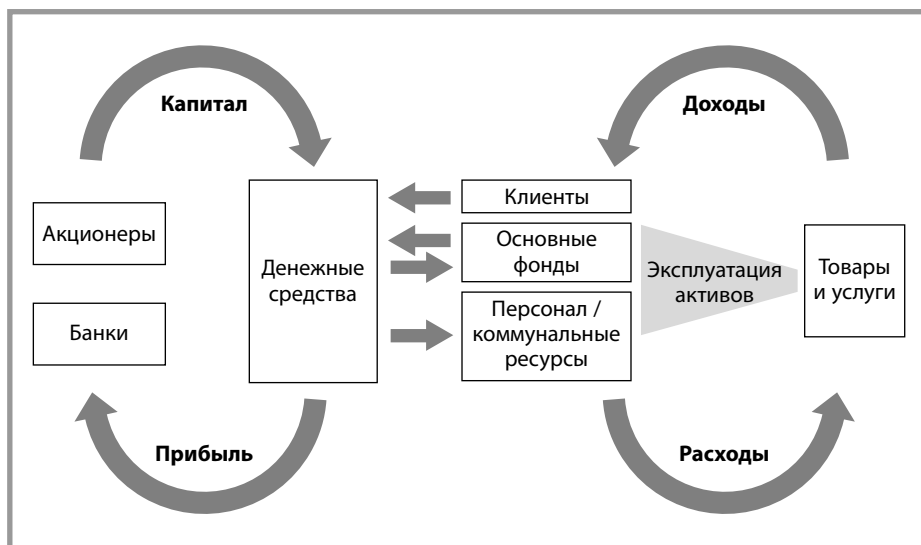 Капитал
Доходы
Акционеры
Банки
Денежные
средства
Клиенты
Основные
фонды
Персонал /
коммунальные
ресурсы
Эксплуатация
активов
Товары
и услуги
Прибыль
Расходы